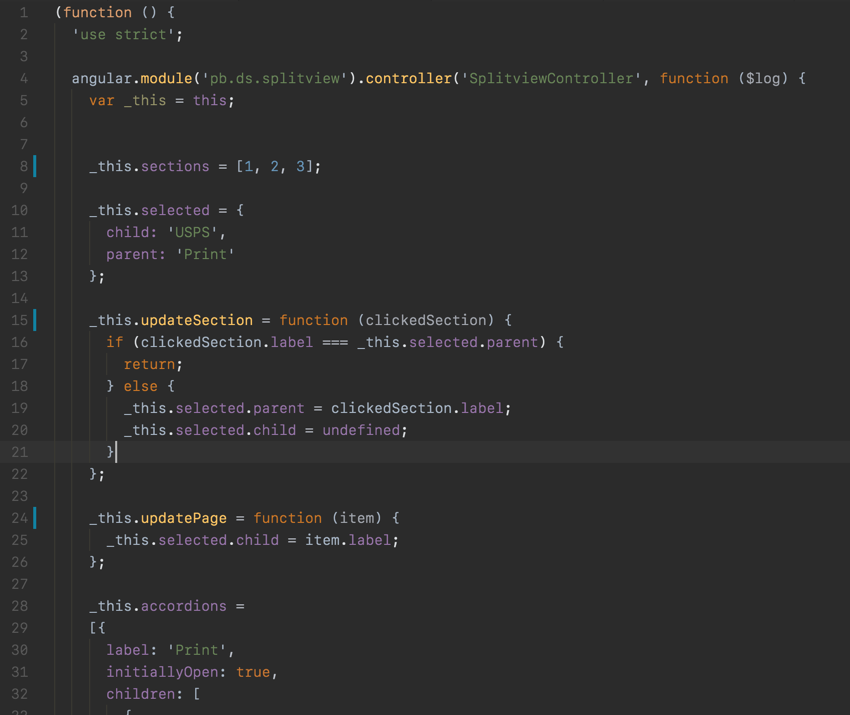 1 (function () {
2 'use strict';
3
4 angular.module('pb.ds.splitview').controller('SplitviewController', function ($log) {
5 var _this = this;
6
7
8 _this.sections = [1, 2, 3];
9
10 _this.selected = {
11 child: 'USPS',
12 parent: 'Print'
13 };
14
15 _this.updateSection = function (clickedSection) {
16 if (clickedSection.label === _this.selected.parent) {
17 return;
18 } else {
19 _this.selected.parent = clickedSection.label;
20 _this.selected.child = undefined;
21 }
22 };
23
24 _this.updatePage = function (item) {
25 _this.selected.child = item.label;
26 };
27
28 _this.accordions =
29 [{
30 label: 'Print',
31 initiallyOpen: true,
32 children: [